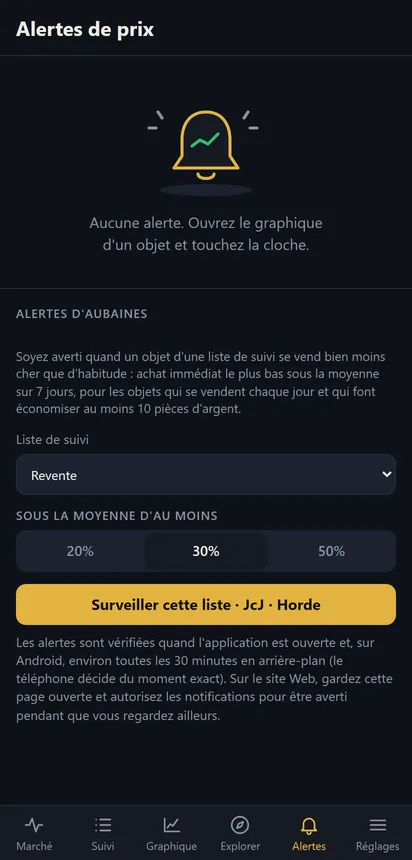 Alertes de prix
Aucune alerte. Ouvrez le graphique
d'un objet et touchez la cloche.
ALERTES D'AUBAINES
Soyez averti quand un objet d'une liste de suivi se vend bien moins
cher que d'habitude : achat immédiat le plus bas sous la moyenne
sur 7 jours, pour les objets qui se vendent chaque jour et qui font
économiser au moins 10 pièces d'argent.
Liste de suivi
Revente
SOUS LA MOYENNE D'AU MOINS
20% 30% 50%
Surveiller cette liste · JcJ · Horde
Les alertes sont vérifiées quand l'application est ouverte et, sur
Android, environ toutes les 30 minutes en arrière-plan (le
téléphone décide du moment exact). Sur le site Web, gardez cette
page ouverte et autorisez les notifications pour être averti
pendant que vous regardez ailleurs.
Marché Suivi Graphique Explorer Alertes Réglages